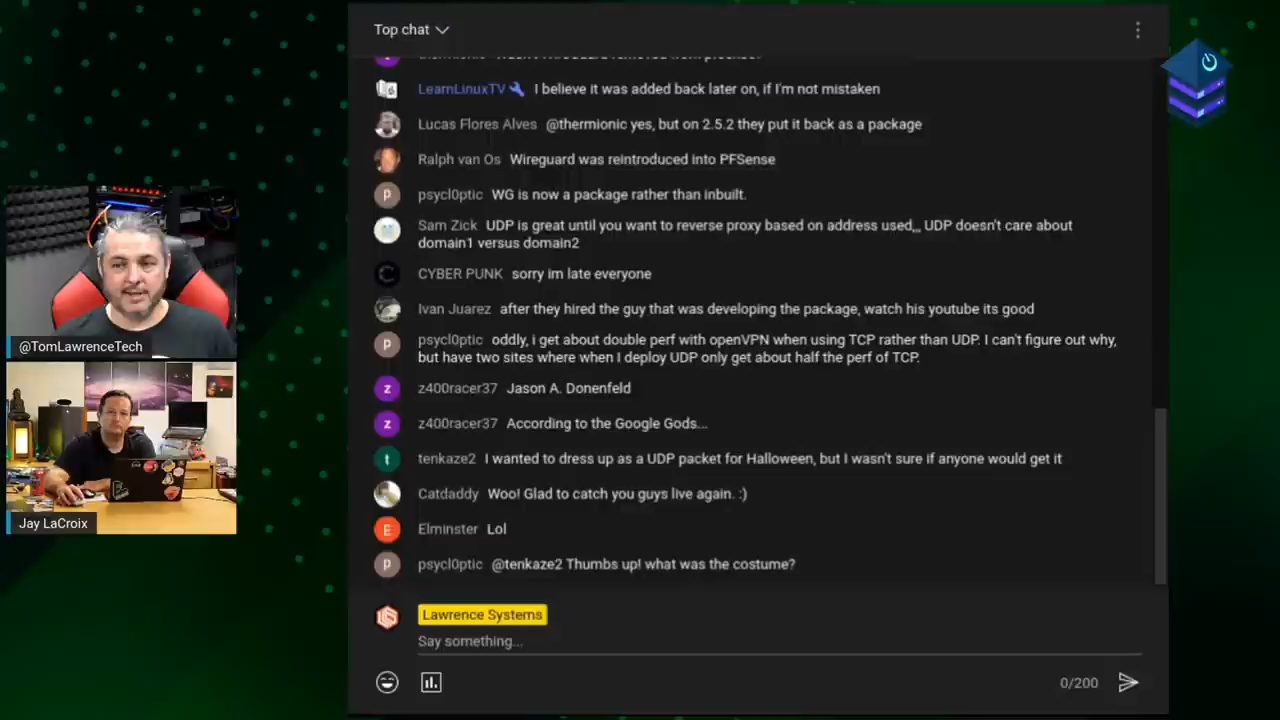 Top chat
LearnLinuxTV I believe it was added back later on, if I'm not mistaken
Lucas Flores Alves @thermionic yes, but on 2.5.2 they put it back as a package
Ralph van Os Wireguard was reintroduced into PFSense
P psycl0ptic WG is now a package rather than inbuilt.
Sam Zick UDP is great until you want to reverse proxy based on address used,,, UDP doesn't care about
domain1 versus domain2
C CYBER PUNK sorry im late everyone
Ivan Juarez after they hired the guy that was developing the package, watch his youtube its good
P psycl0ptic oddly, i get about double perf with openVPN when using TCP rather than UDP. I can't figure out why,
but have two sites where when I deploy UDP only get about half the perf of TCP.
z z400racer37 Jason A. Donenfeld
z z400racer37 According to the Google Gods...
t tenkaze2 I wanted to dress up as a UDP packet for Halloween, but I wasn't sure if anyone would get it
Catdaddy Woo! Glad to catch you guys live again. :)
E Elminster Lol
P psycl0ptic @tenkaze2 Thumbs up! what was the costume?
Lawrence Systems
Say something...
0/200
@TomLawrenceTech
Jay LaCroix